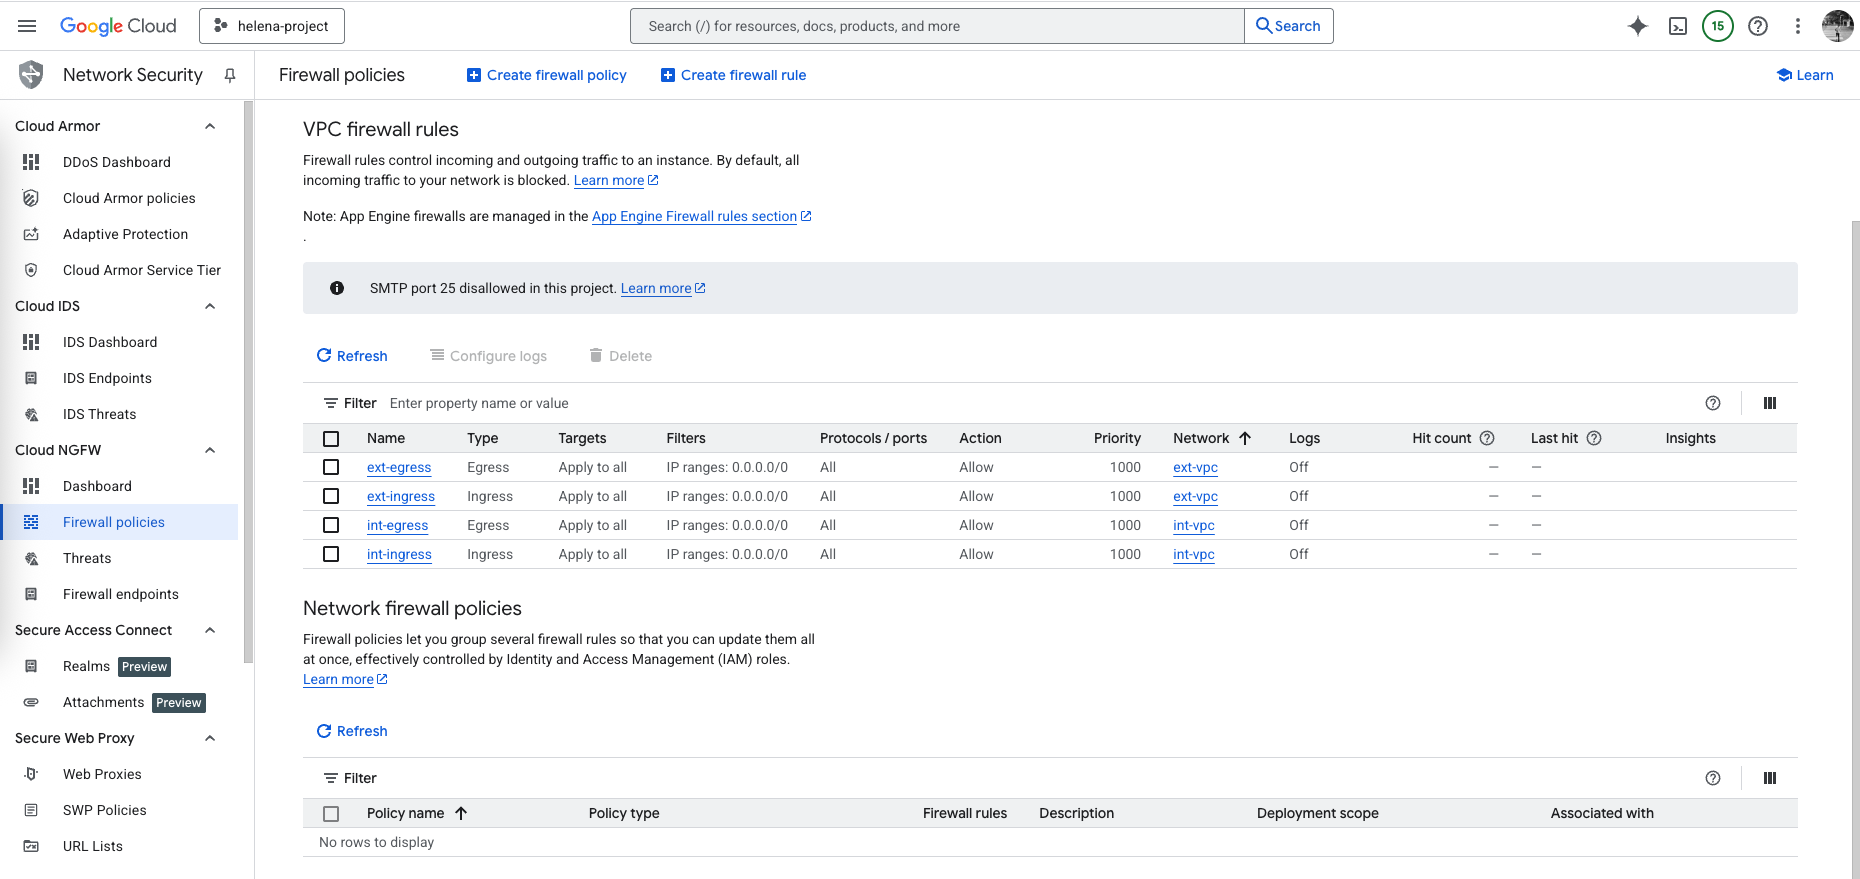 Google Cloud
helena-project
Search (/) for resources, docs, products, and more
Search
15
Network Security
Firewall policies
Create firewall policy
Create firewall rule
Learn
Cloud Armor
DDoS Dashboard
Cloud Armor policies
Adaptive Protection
Cloud Armor Service Tier
Cloud IDS
IDS Dashboard
IDS Endpoints
IDS Threats
Cloud NGFW
Dashboard
Firewall policies
Threats
Firewall endpoints
Secure Access Connect
Realms Preview
Attachments Preview
Secure Web Proxy
Web Proxies
SWP Policies
URL Lists
VPC firewall rules
Firewall rules control incoming and outgoing traffic to an instance. By default, all
incoming traffic to your network is blocked. Learn more
Note: App Engine firewalls are managed in the App Engine Firewall rules section
.
SMTP port 25 disallowed in this project. Learn more
Refresh Configure logs Delete
Filter Enter property name or value
Name Type Targets Filters Protocols / ports Action Priority Network Logs Hit count Last hit Insights
ext-egress Egress Apply to all IP ranges: 0.0.0.0/0 All Allow 1000 ext-vpc Off — —
ext-ingress Ingress Apply to all IP ranges: 0.0.0.0/0 All Allow 1000 ext-vpc Off — —
int-egress Egress Apply to all IP ranges: 0.0.0.0/0 All Allow 1000 int-vpc Off — —
int-ingress Ingress Apply to all IP ranges: 0.0.0.0/0 All Allow 1000 int-vpc Off — —
Network firewall policies
Firewall policies let you group several firewall rules so that you can update them all
at once, effectively controlled by Identity and Access Management (IAM) roles.
Learn more
Refresh
Filter
Policy name Policy type Firewall rules Description Deployment scope Associated with
No rows to display